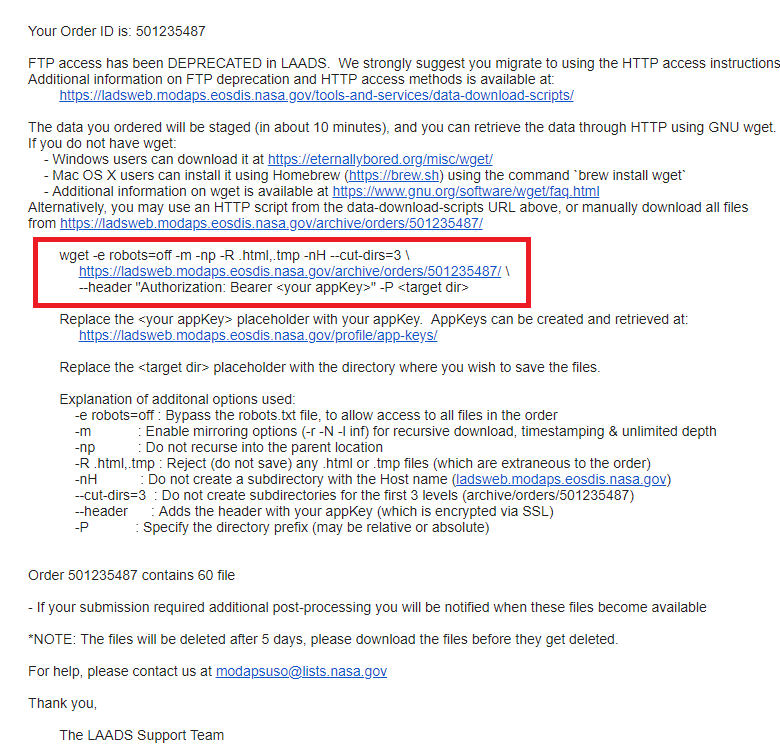 Your Order ID is: 501235487
FTP access has been DEPRECATED in LAADS. We strongly suggest you migrate to using the HTTP access instructions
Additional information on FTP deprecation and HTTP access methods is available at:
https://ladsweb.modaps.eosdis.nasa.gov/tools-and-services/data-download-scripts/
The data you ordered will be staged (in about 10 minutes), and you can retrieve the data through HTTP using GNU wget.
If you do not have wget:
- Windows users can download it at https://eternallybored.org/misc/wget/
- Mac OS X users can install it using Homebrew (https://brew.sh) using the command `brew install wget`
- Additional information on wget is available at https://www.gnu.org/software/wget/faq.html
Alternatively, you may use an HTTP script from the data-download-scripts URL above, or manually download all files
from https://ladsweb.modaps.eosdis.nasa.gov/archive/orders/501235487/
wget -e robots=off -m -np -R .html,.tmp -nH --cut-dirs=3 \
https://ladsweb.modaps.eosdis.nasa.gov/archive/orders/501235487/ \
--header "Authorization: Bearer <your appKey>" -P <target dir>
Replace the <your appKey> placeholder with your appKey. AppKeys can be created and retrieved at:
https://ladsweb.modaps.eosdis.nasa.gov/profile/app-keys/
Replace the <target dir> placeholder with the directory where you wish to save the files.
Explanation of additonal options used:
-e robots=off : Bypass the robots.txt file, to allow access to all files in the order
-m : Enable mirroring options (-r -N -l inf) for recursive download, timestamping & unlimited depth
-np : Do not recurse into the parent location
-R .html,.tmp : Reject (do not save) any .html or .tmp files (which are extraneous to the order)
-nH : Do not create a subdirectory with the Host name (ladsweb.modaps.eosdis.nasa.gov)
--cut-dirs=3 : Do not create subdirectories for the first 3 levels (archive/orders/501235487)
--header : Adds the header with your appKey (which is encrypted via SSL)
-P : Specify the directory prefix (may be relative or absolute)
Order 501235487 contains 60 file
- If your submission required additional post-processing you will be notified when these files become available
*NOTE: The files will be deleted after 5 days, please download the files before they get deleted.
For help, please contact us at modapsuso@lists.nasa.gov
Thank you,
The LAADS Support Team